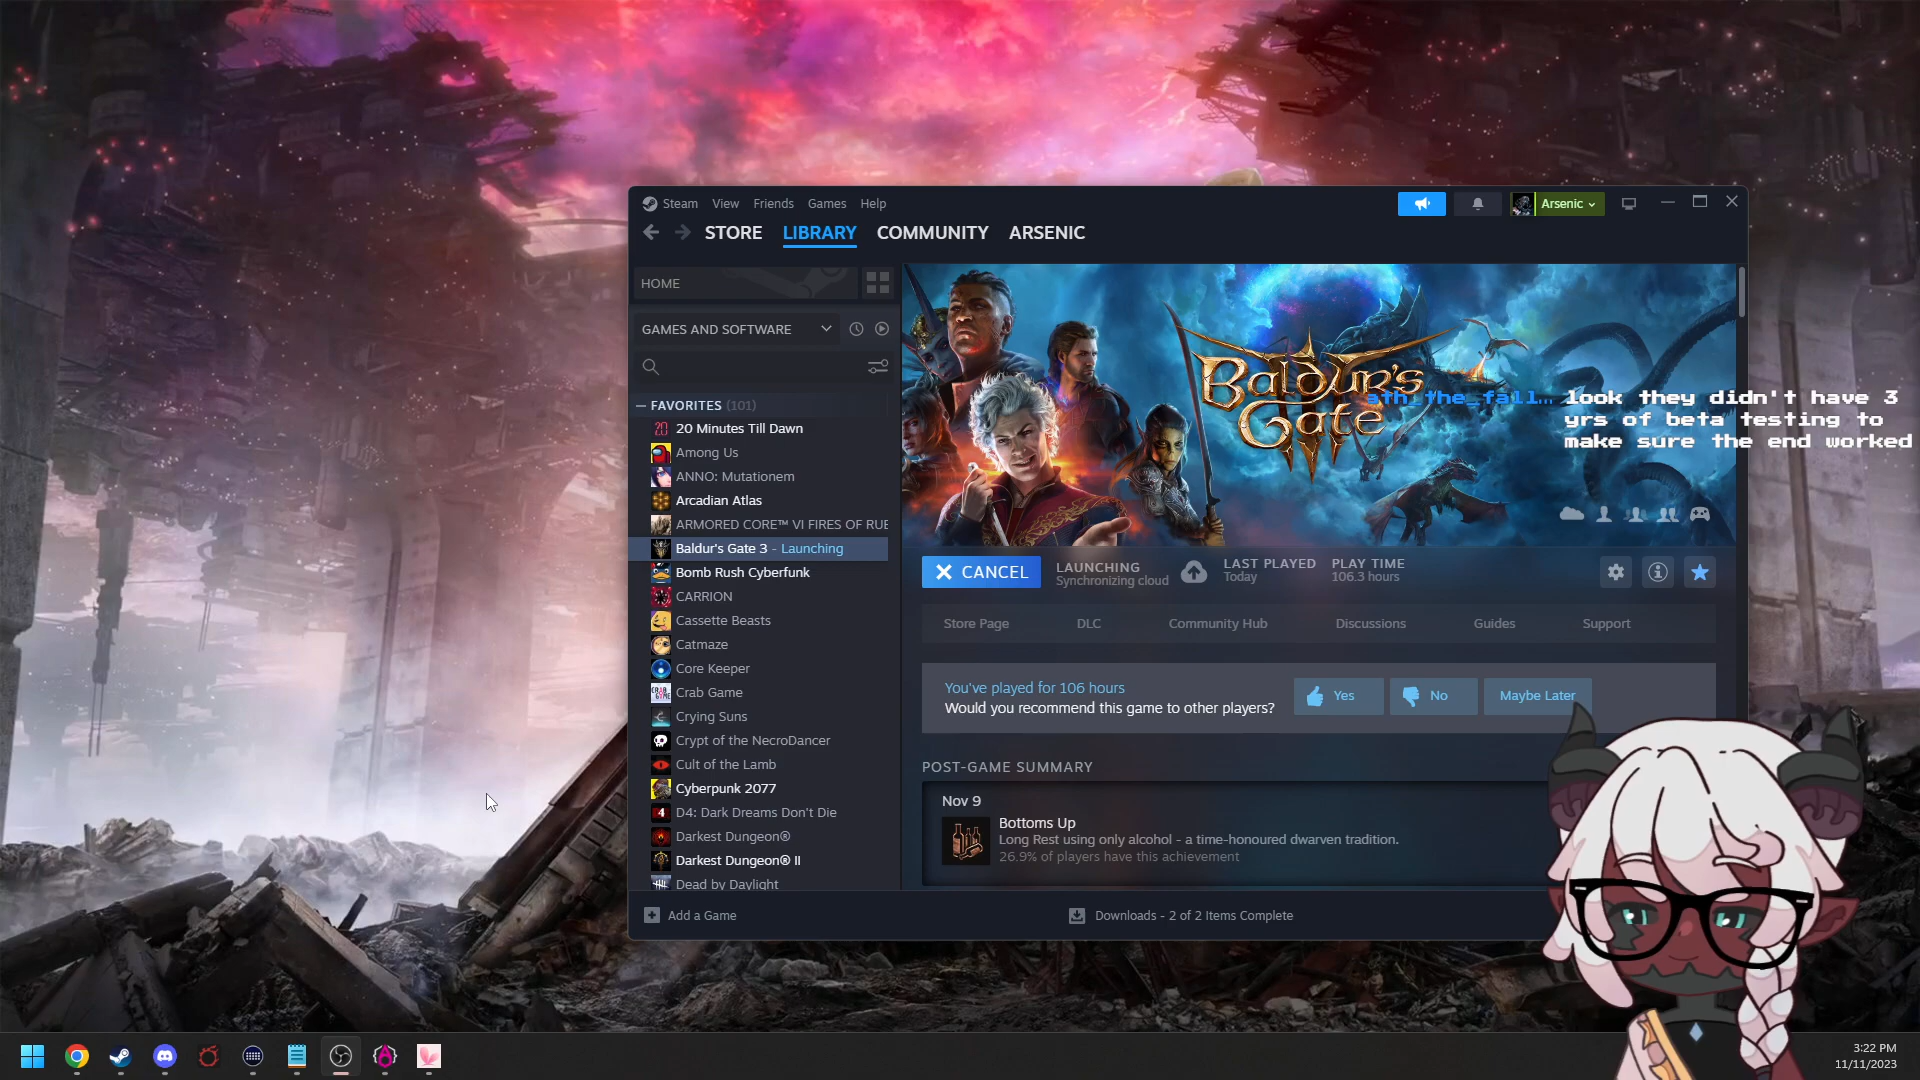 Steam View Friends Games Help
Arsenic
STORE LIBRARY COMMUNITY ARSENIC
HOME
GAMES AND SOFTWARE
FAVORITES (101)
20 Minutes Till Dawn
Among Us
ANNO: Mutationem
Arcadian Atlas
ARMORED CORE™ VI FIRES OF RUB
Baldur's Gate 3 - Launching
Bomb Rush Cyberfunk
CARRION
Cassette Beasts
Catmaze
Core Keeper
Crab Game
Crying Suns
Crypt of the NecroDancer
Cult of the Lamb
Cyberpunk 2077
D4: Dark Dreams Don't Die
Darkest Dungeon®
Darkest Dungeon® II
Dead by Daylight
Baldur's
Gate
ath_the_fall... look they didn't have 3
yrs of beta testing to
make sure the end worked
CANCEL
LAUNCHING
Synchronizing cloud
LAST PLAYED
Today
PLAY TIME
106.3 hours
Store Page DLC Community Hub Discussions Guides Support
You've played for 106 hours
Would you recommend this game to other players?
Yes No Maybe Later
POST-GAME SUMMARY
Nov 9
Bottoms Up
Long Rest using only alcohol - a time-honoured dwarven tradition.
26.9% of players have this achievement
Add a Game
Downloads - 2 of 2 Items Complete
3:22 PM
11/11/2023